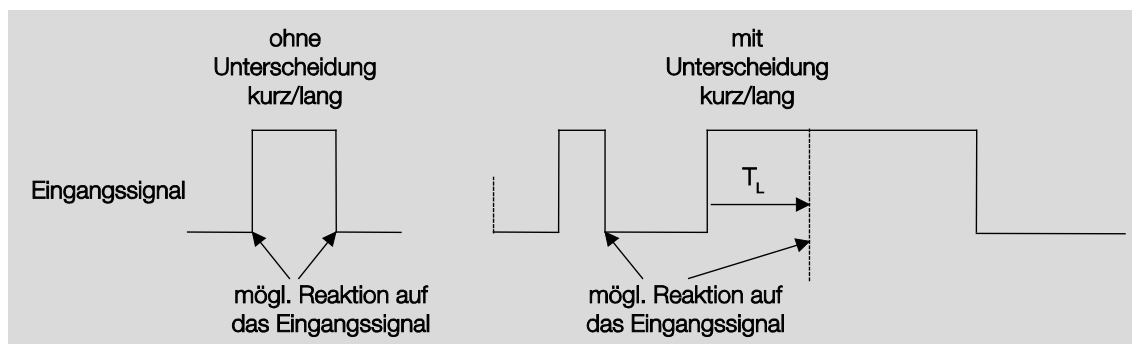 ohne
Unterscheidung
kurz/lang
mit
Unterscheidung
kurz/lang
Eingangssignal
TL
mögl. Reaktion auf
das Eingangssignal
mögl. Reaktion auf
das Eingangssignal